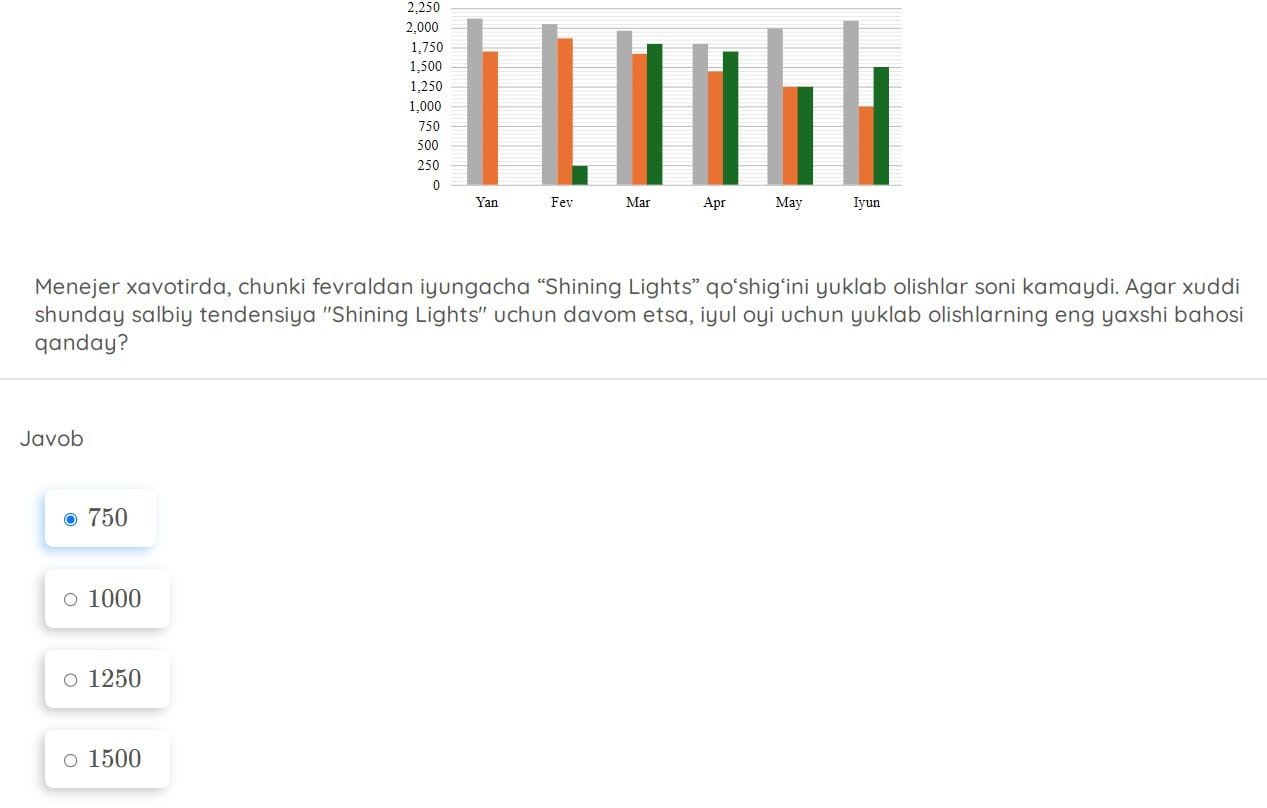 2,250
2,000
1,750
1,500
1,250
1,000
750
500
250
0
Yan Fev Mar Apr May Iyun
Menejer xavotirda, chunki fevraldan iyungacha “Shining Lights” qo‘shig‘ini yuklab olishlar soni kamaydi. Agar xuddi
shunday salbiy tendensiya "Shining Lights" uchun davom etsa, iyul oyi uchun yuklab olishlarning eng yaxshi bahosi
qanday?
Javob
750
1000
1250
1500